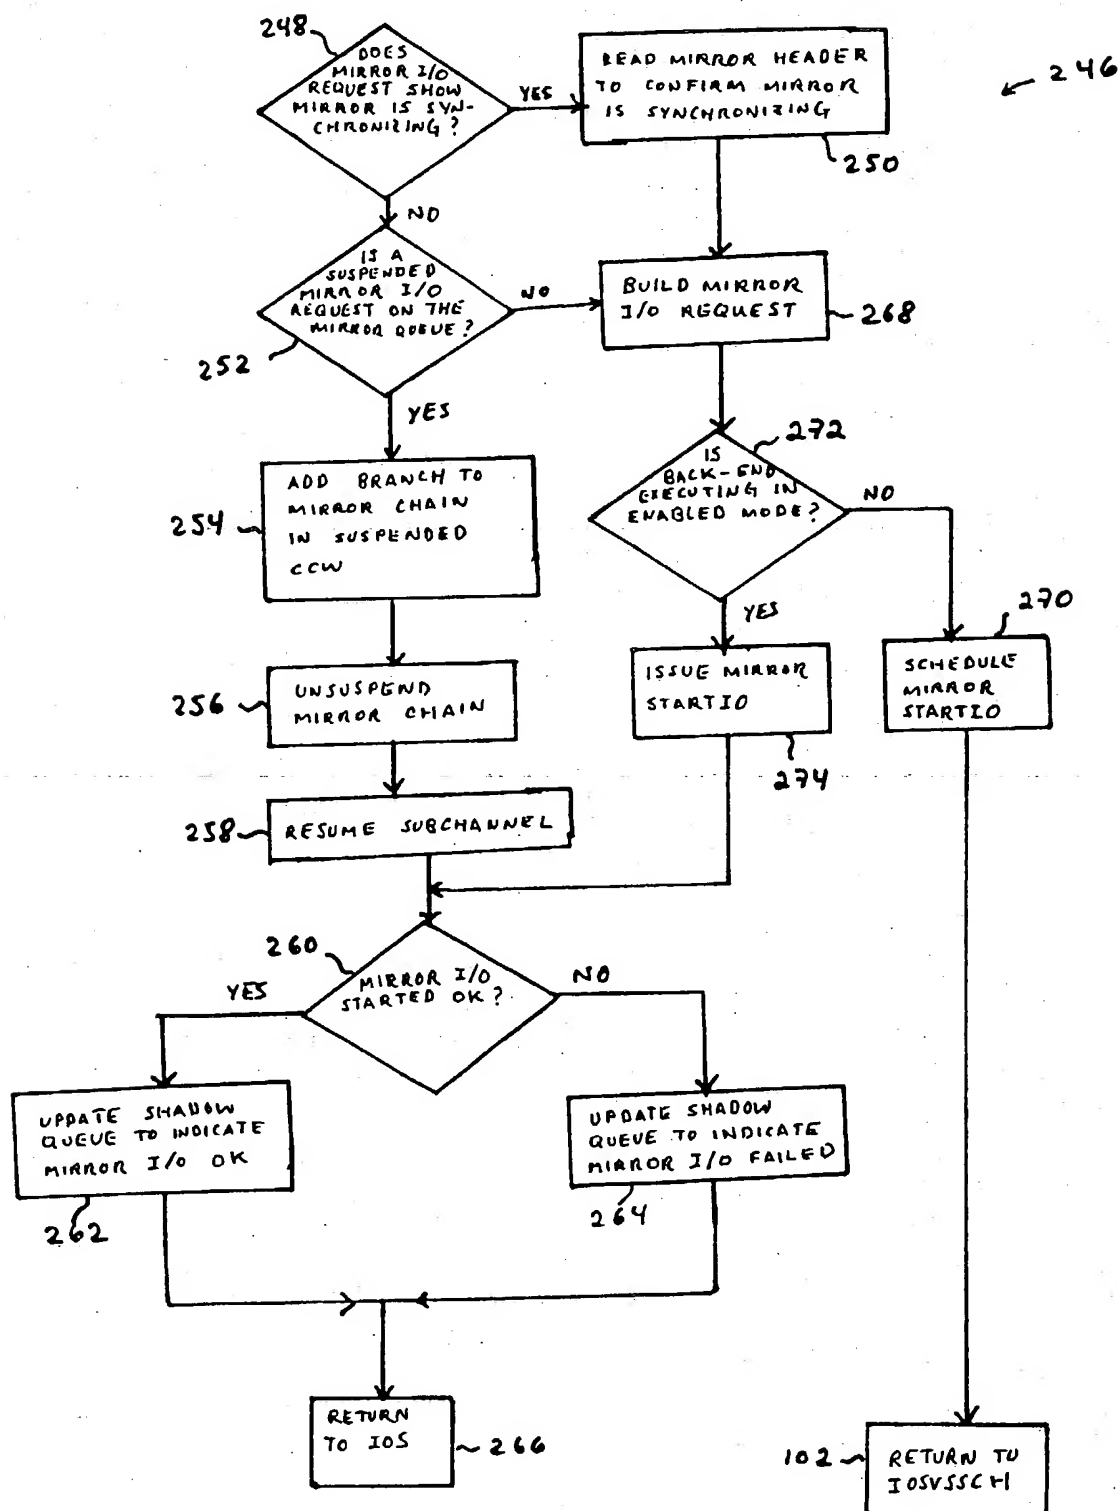 248
DOES
MIRROR I/O
REQUEST SHOW
MIRROR IS SYN-
CHRONIZING?
YES
READ MIRROR HEADER
TO CONFIRM MIRROR
IS SYNCHRONIZING
250
246
NO
IS A
SUSPENDED
MIRROR I/O
REQUEST ON THE
MIRROR QUEUE?
252
NO
BUILD MIRROR
I/O REQUEST
268
YES
254
ADD BRANCH TO
MIRROR CHAIN
IN SUSPENDED
CCW
272
IS
BACK-END
EXECUTING IN
ENABLED MODE?
NO
YES
270
256
UNSUSPEND
MIRROR CHAIN
ISSUE MIRROR
STARTIO
274
SCHEDULE
MIRROR
STARTIO
258
RESUME SUBCHANNEL
260
MIRROR I/O
STARTED OK?
YES
NO
UPDATE SHADOW
QUEUE TO INDICATE
MIRROR I/O OK
262
UPDATE SHADOW
QUEUE TO INDICATE
MIRROR I/O FAILED
264
RETURN
TO IOS
266
102
RETURN TO
IOSVSSCH